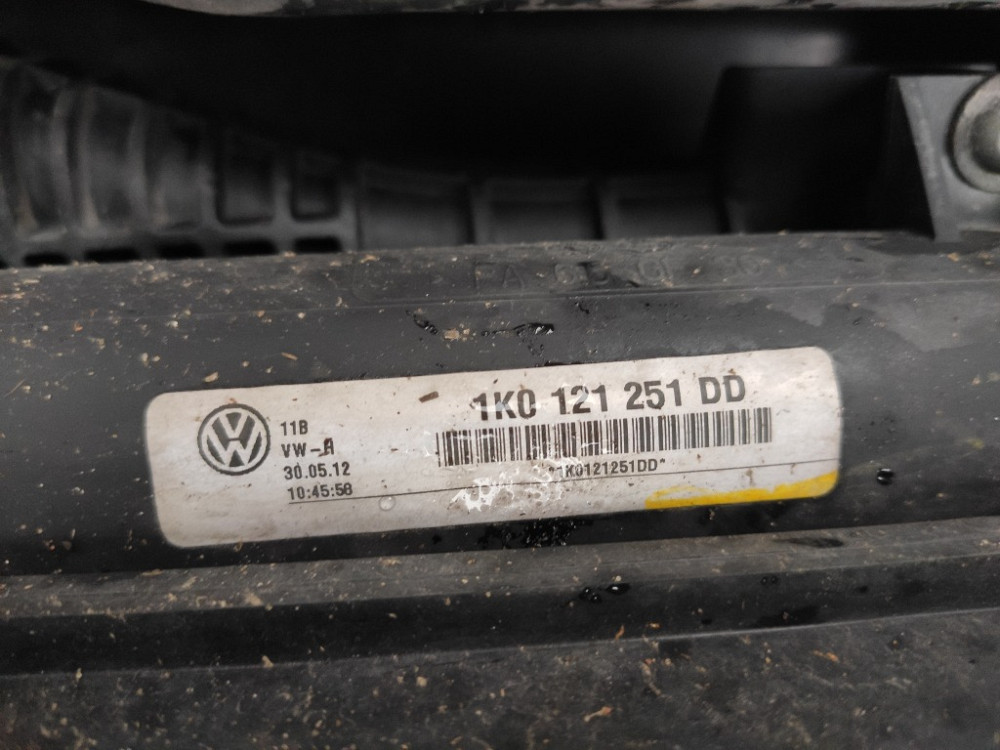 1K0 121 251 DD
11B
VW-A
30.05.12
10:45:58
*1K0121251DD*